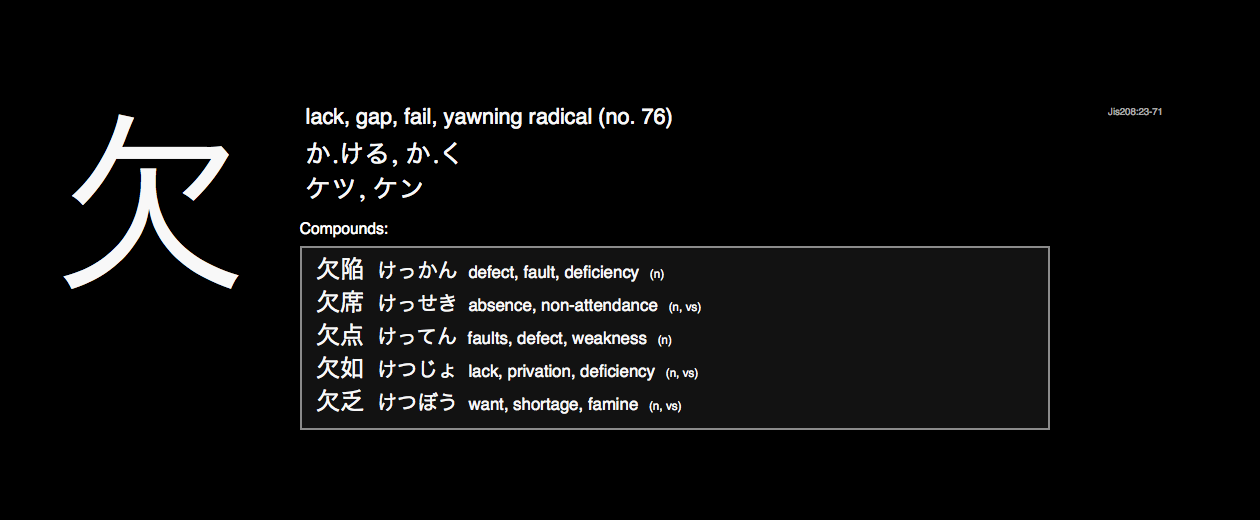 欠
lack, gap, fail, yawning radical (no. 76)
Jis208:23-71
か.ける, か.く
ケツ, ケン
Compounds:
欠陥 けっかん defect, fault, deficiency (n)
欠席 けっせき absence, non-attendance (n, vs)
欠点 けってん faults, defect, weakness (n)
欠如 けつじょ lack, privation, deficiency (n, vs)
欠乏 けつぼう want, shortage, famine (n, vs)